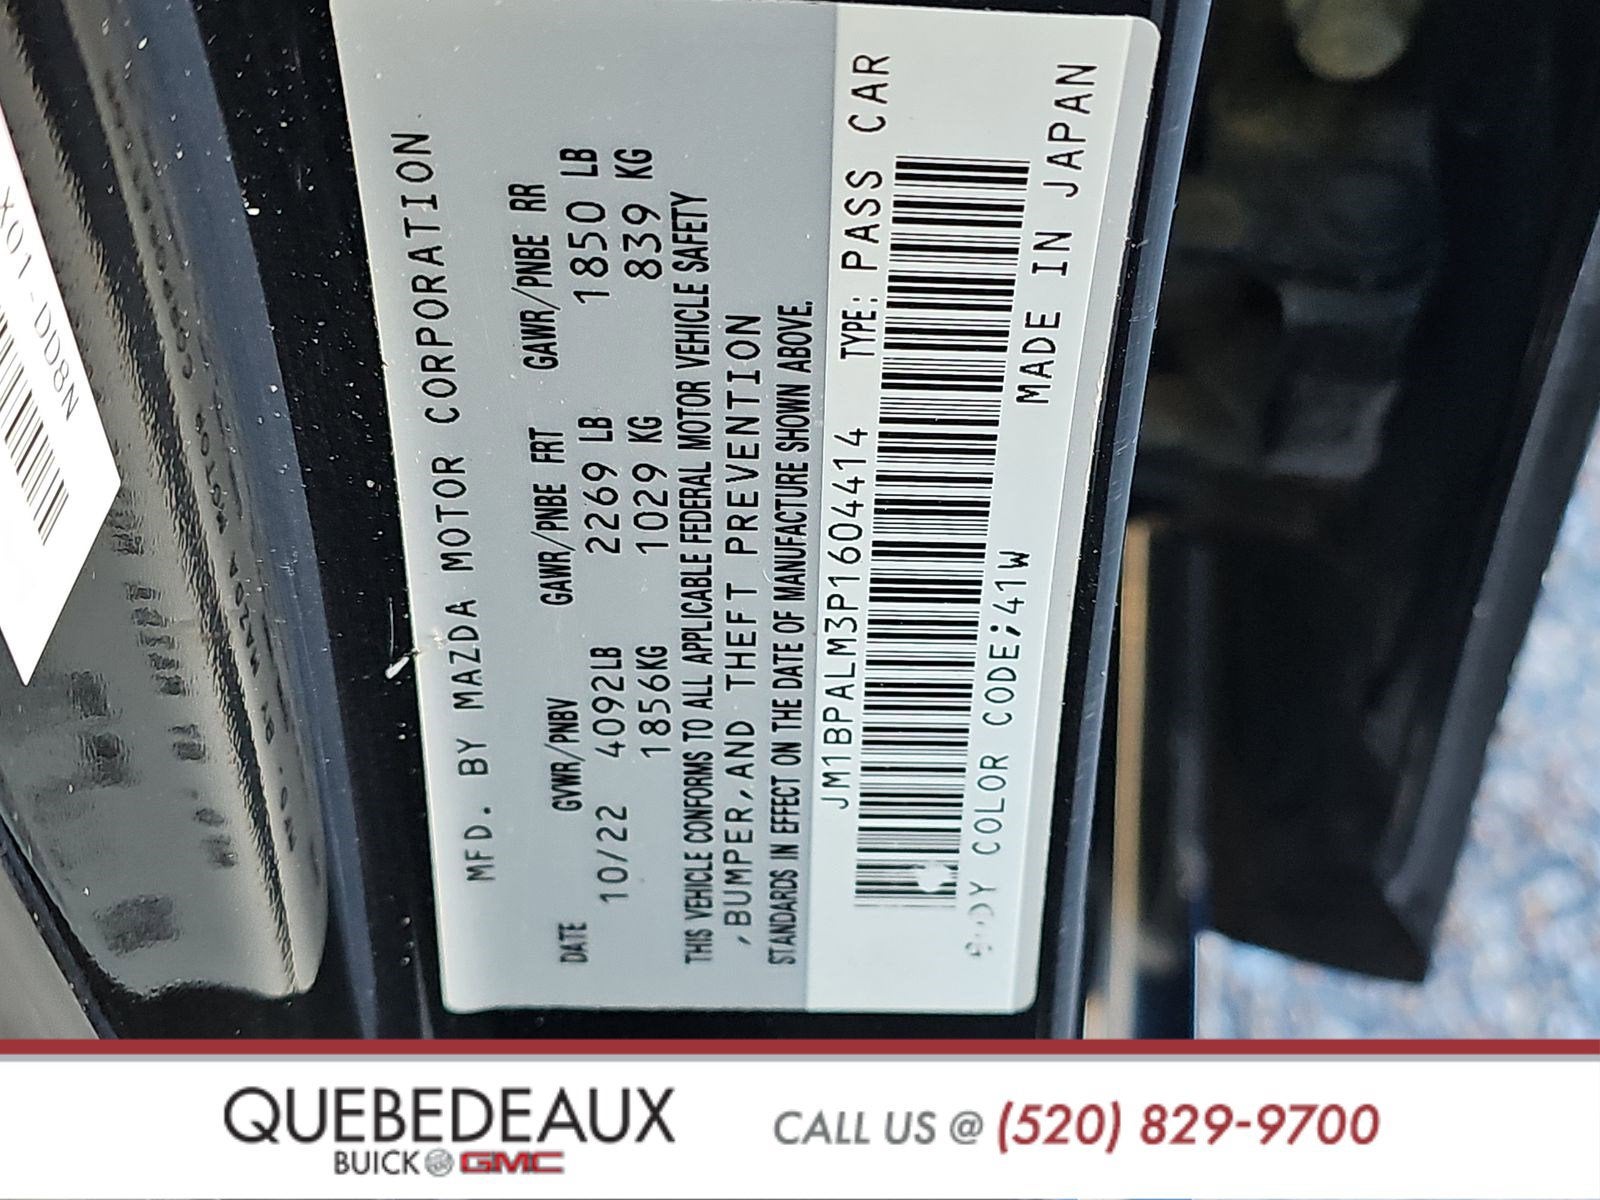 MFD. BY MAZDA MOTOR CORPORATION
DATE GVWR/PNBV GAWR/PNBE FRT GAWR/PNBE RR
10/22 4092LB 2269 LB 1850 LB
1856KG 1029 KG 839 KG
THIS VEHICLE CONFORMS TO ALL APPLICABLE FEDERAL MOTOR VEHICLE SAFETY
,BUMPER,AND THEFT PREVENTION
STANDARDS IN EFFECT ON THE DATE OF MANUFACTURE SHOWN ABOVE.
JM1BPALM3P1604414 TYPE: PASS CAR
BODY COLOR CODE;41W MADE IN JAPAN
X01-DD8N
QUEBEDEAUX
BUICK GMC
CALL US @ (520) 829-9700